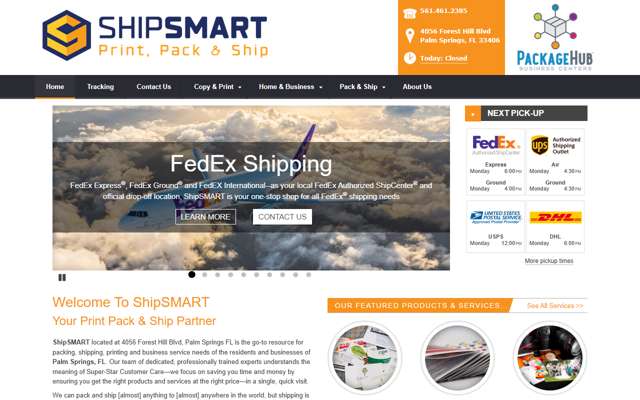 SHIPSMART
Print, Pack & Ship
561.461.2385
4056 Forest Hill Blvd
Palm Springs, FL 33406
Today: Closed
PACKAGEHUB
BUSINESS CENTERS
Home
Tracking
Contact Us
Copy & Print
Home & Business
Pack & Ship
About Us
FedEx Shipping
FedEx Express®, FedEx Ground® and FedEX International–as your local FedEx Authorized ShipCenter® and
official drop-off location, ShipSMART is your one-stop shop for all FedEx® shipping needs
LEARN MORE
CONTACT US
NEXT PICK-UP
FedEx
Authorized ShipCenter
Express
Monday 6:00 PM
Ground
Monday 4:00 PM
ups
Authorized
Shipping
Outlet
Air
Monday 4:30 PM
Ground
Monday 4:30 PM
UNITED STATES
POSTAL SERVICE
USPS
Monday 12:00 PM
DHL
DHL
Monday 6:00 PM
More pickup times
Welcome To ShipSMART
Your Print Pack & Ship Partner
ShipSMART located at 4056 Forest Hill Blvd, Palm Springs FL is the go-to resource for
packing, shipping, printing and business service needs of the residents and businesses of
Palm Springs, FL. Our team of dedicated, professionally trained experts understands the
meaning of Super-Star Customer Care—we focus on saving you time and money by
ensuring you get the right products and services at the right price—in a single, quick visit.
We can pack and ship [almost] anything to [almost] anywhere in the world, but shipping is
OUR FEATURED PRODUCTS & SERVICES
See All Services >>